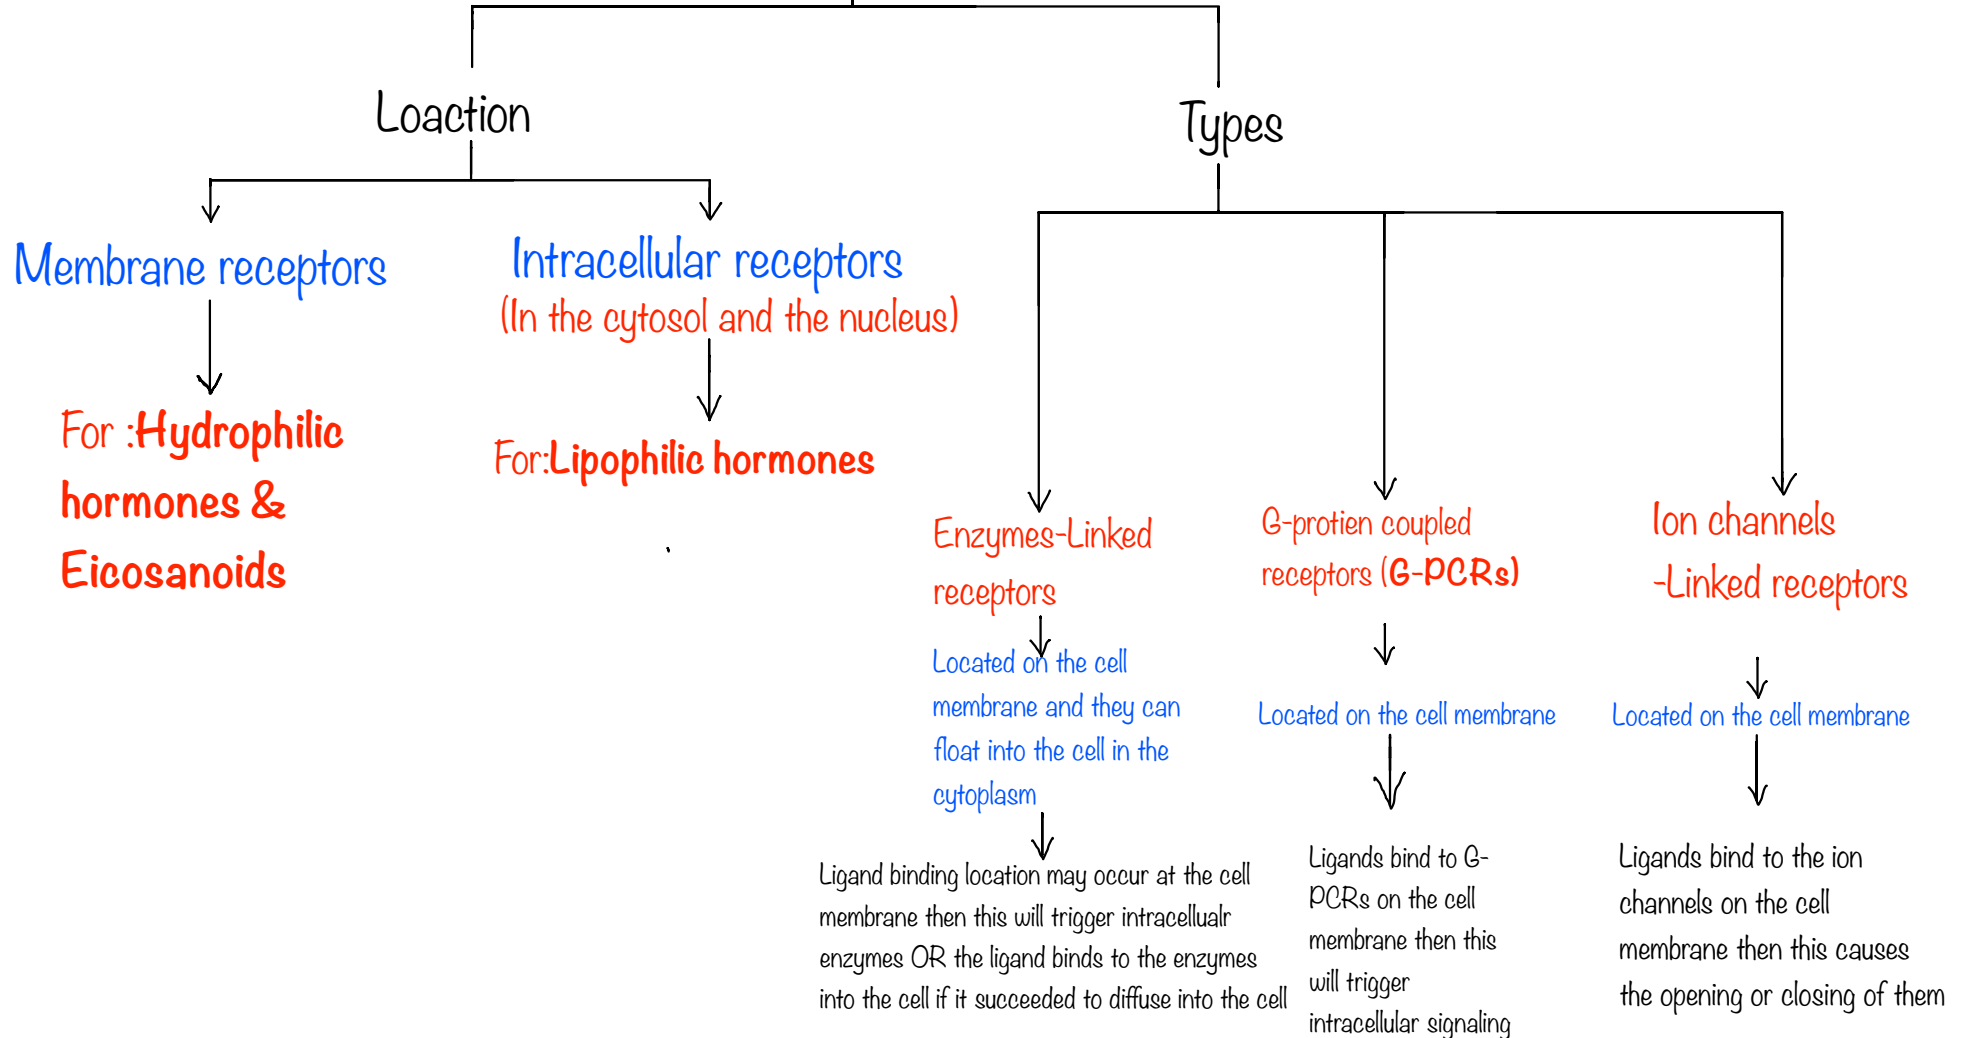 Loaction
Types
Membrane receptors
Intracellular receptors
(In the cytosol and the nucleus)
For :Hydrophilic
hormones &
Eicosanoids
For:Lipophilic hormones
Enzymes-Linked
receptors
Located on the cell
membrane and they can
float into the cell in the
cytoplasm
Ligand binding location may occur at the cell
membrane then this will trigger intracellualr
enzymes OR the ligand binds to the enzymes
into the cell if it succeeded to diffuse into the cell
G-protien coupled
receptors (G-PCRs)
Located on the cell membrane
Ligands bind to G-
PCRs on the cell
membrane then this
will trigger
intracellular signaling
Ion channels
-Linked receptors
Located on the cell membrane
Ligands bind to the ion
channels on the cell
membrane then this causes
the opening or closing of them